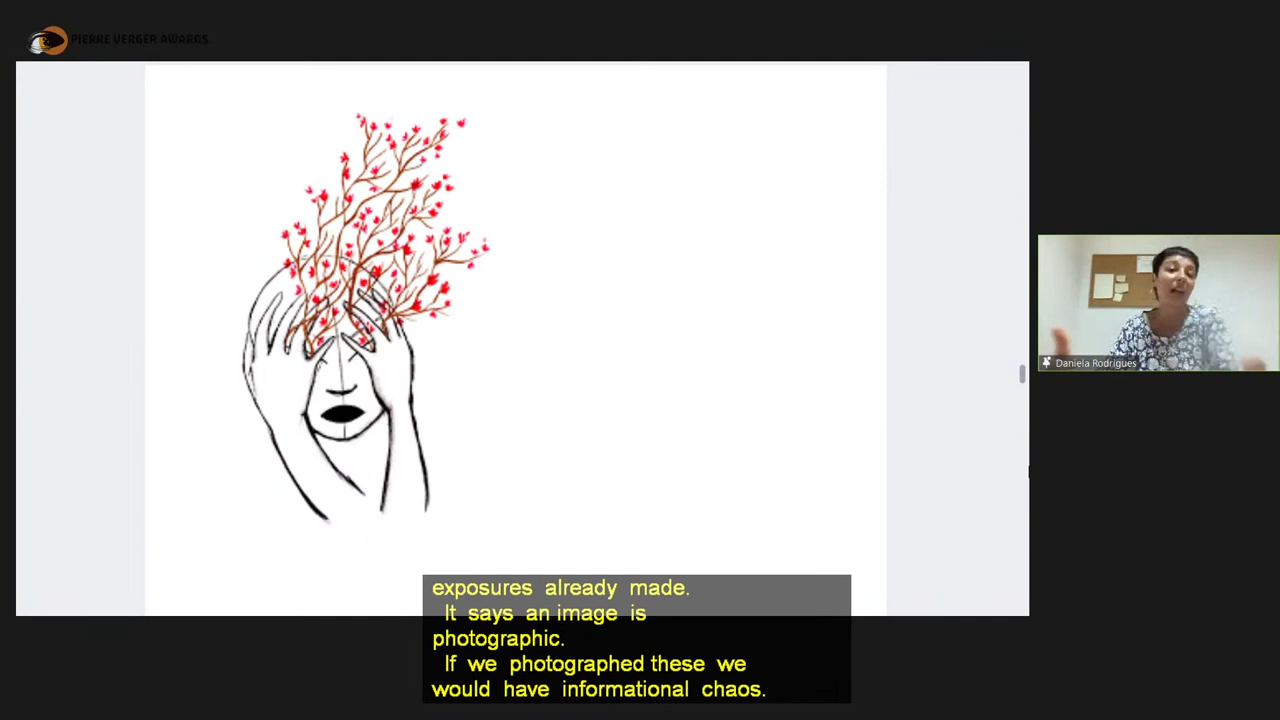 PIERRE VERGER AWARDS
Daniela Rodrigues
exposures already made.
It says an image is
photographic.
If we photographed these we
would have informational chaos.